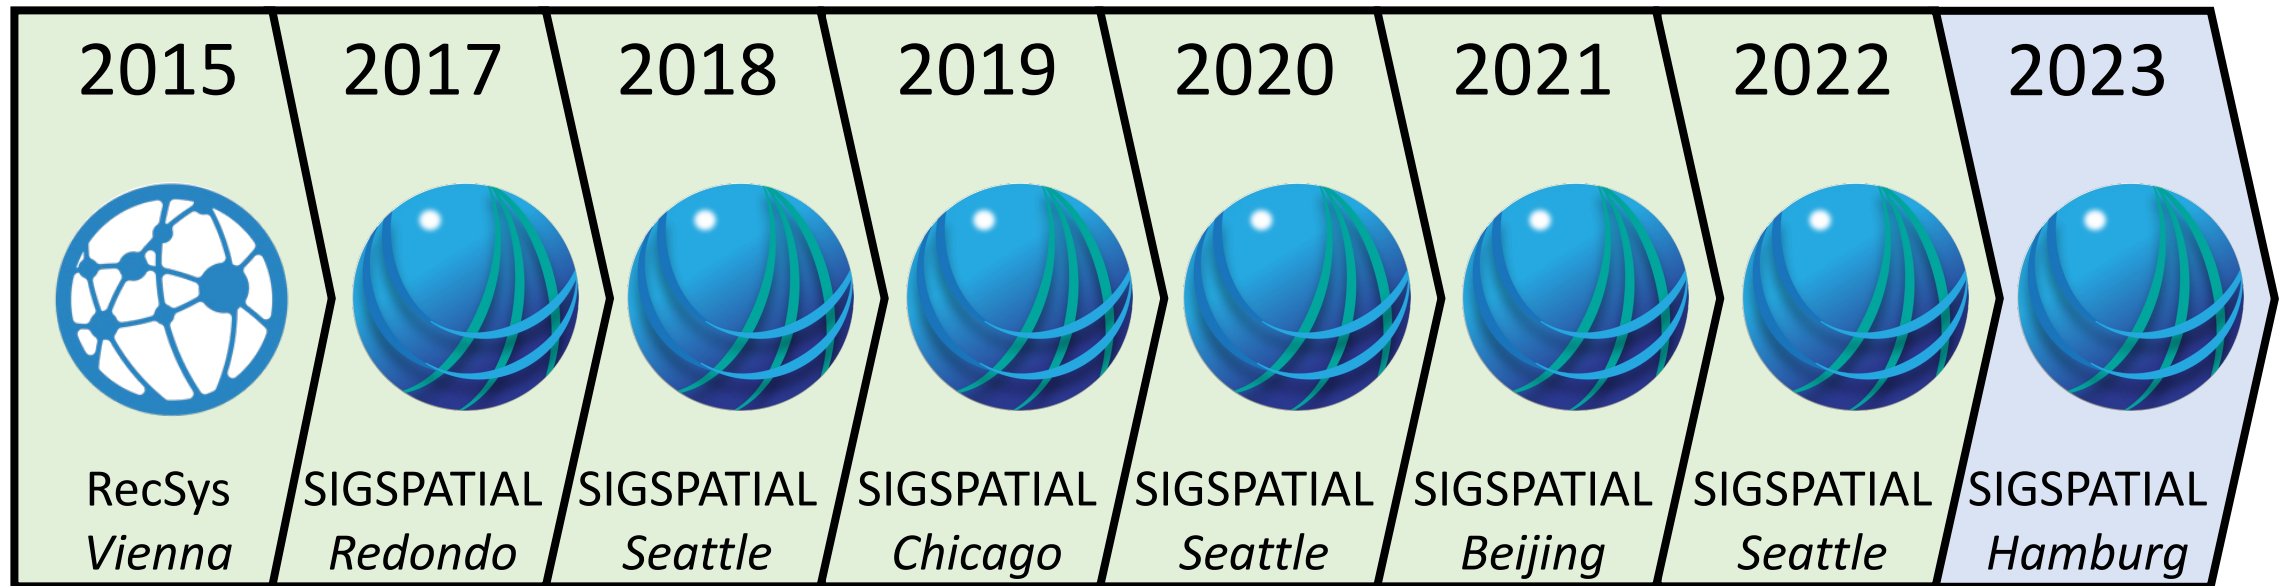 2015
RecSys
Vienna
2017
SIGSPATIAL
Redondo
2018
SIGSPATIAL
Seattle
2019
SIGSPATIAL
Chicago
2020
SIGSPATIAL
Seattle
2021
SIGSPATIAL
Beijing
2022
SIGSPATIAL
Seattle
2023
SIGSPATIAL
Hamburg